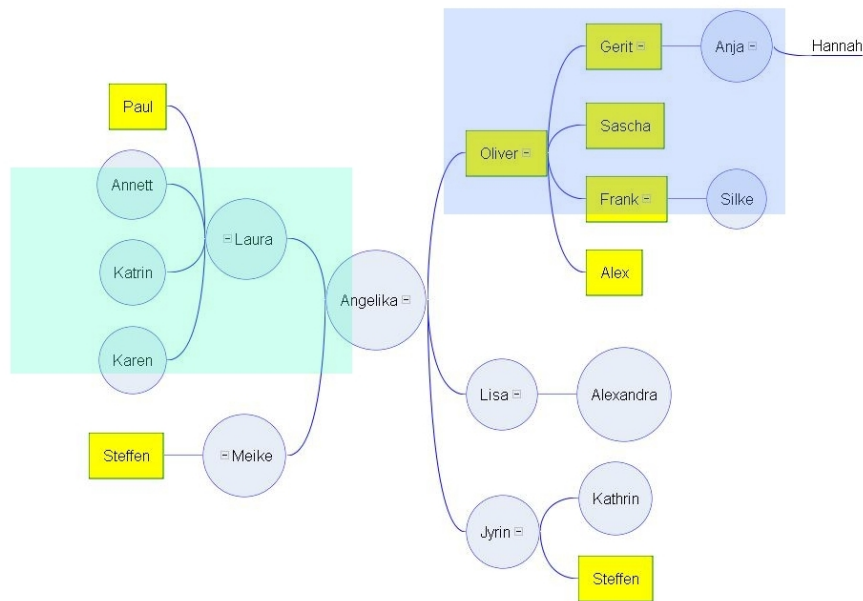 Gerit
Anja
Hannah
Paul
Sascha
Oliver
Annett
Frank
Silke
Laura
Katrin
Alex
Angelika
Karen
Lisa
Alexandra
Steffen
Meike
Kathrin
Jyrin
Steffen